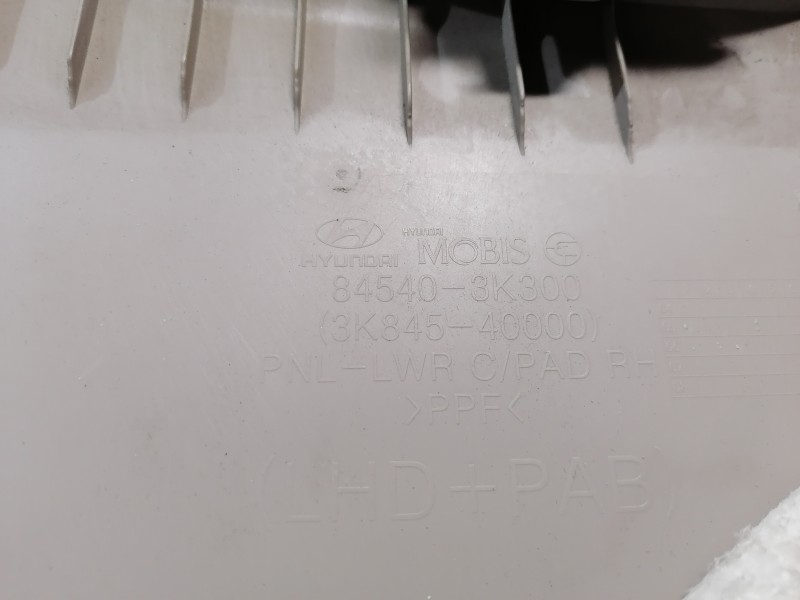 HYUNDAI
HYUNDAI MOBIS
84540-3K300
(3K845-40000)
PNL-LWR C/PAD RH
>PPF<
(LHD+PAB)